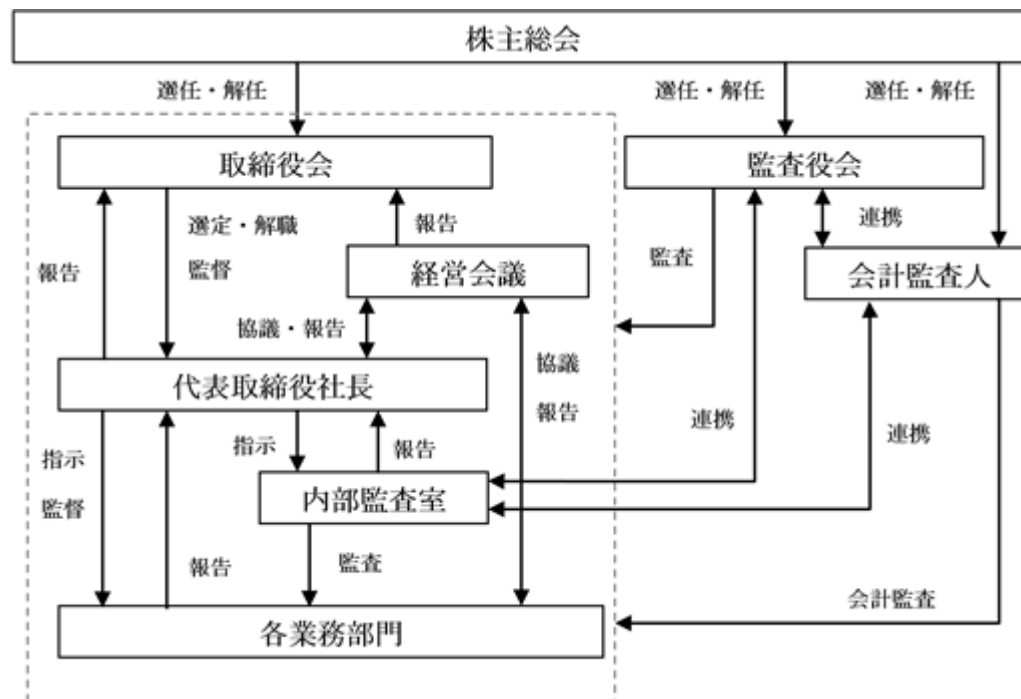 株主総会
選任・解任
選任・解任
選任・解任
取締役会
監査役会
選定・解職
監督
報告
報告
監査
連携
経営会議
会計監査人
協議・報告
協議
報告
代表取締役社長
指示
監督
指示
報告
連携
連携
内部監査室
報告
監査
会計監査
各業務部門